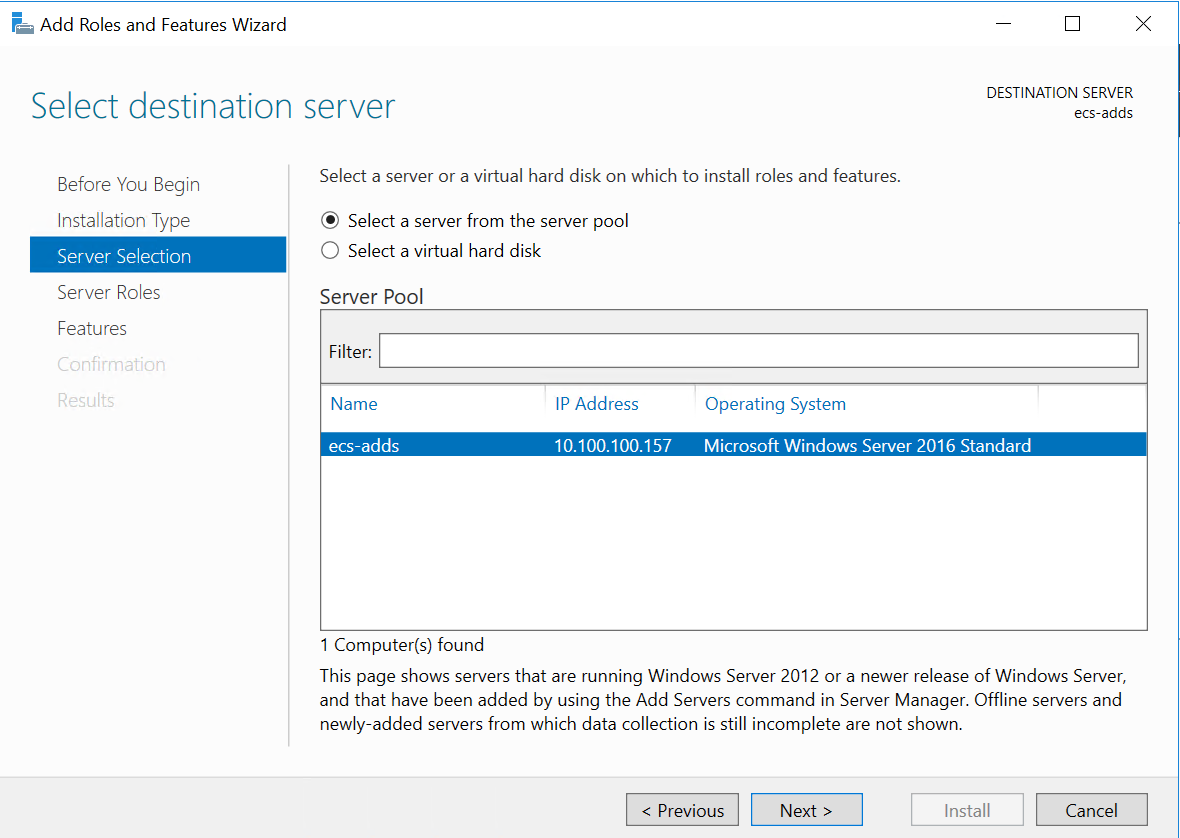 Add Roles and Features Wizard
Select destination server
DESTINATION SERVER
ecs-adds
Before You Begin
Installation Type
Server Selection
Server Roles
Features
Confirmation
Results
Select a server or a virtual hard disk on which to install roles and features.
Select a server from the server pool
Select a virtual hard disk
Server Pool
Filter:
Name IP Address Operating System
ecs-adds 10.100.100.157 Microsoft Windows Server 2016 Standard
1 Computer(s) found
This page shows servers that are running Windows Server 2012 or a newer release of Windows Server,
and that have been added by using the Add Servers command in Server Manager. Offline servers and
newly-added servers from which data collection is still incomplete are not shown.
< Previous Next > Install Cancel